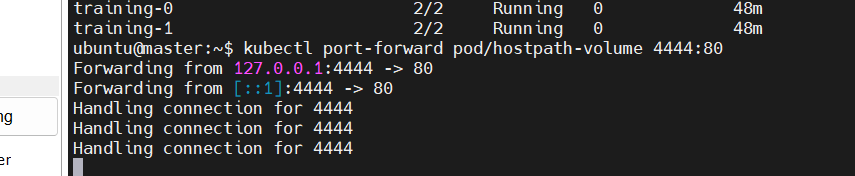 training-0 2/2 Running 0 48m
training-1 2/2 Running 0 48m
ubuntu@master:~$ kubectl port-forward pod/hostpath-volume 4444:80
Forwarding from 127.0.0.1:4444 -> 80
Forwarding from [::1]:4444 -> 80
Handling connection for 4444
ng
Handling connection for 4444
Handling connection for 4444
er